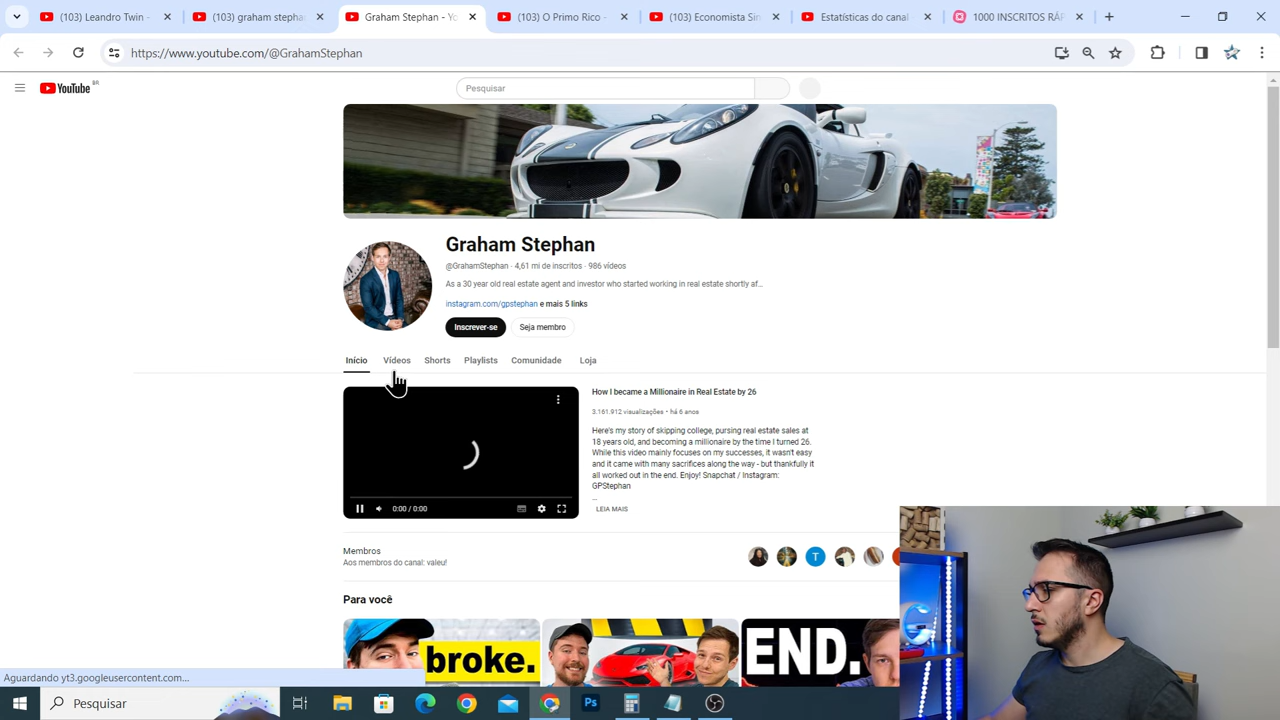 (103) Leandro Twin -
(103) graham stephan
Graham Stephan - Yo
(103) O Primo Rico -
(103) Economista Sin
Estatísticas do canal
1000 INSCRITOS RÁP
https://www.youtube.com/@GrahamStephan
YouTube
BR
Pesquisar
Graham Stephan
@GrahamStephan · 4,61 mi de inscritos · 986 vídeos
As a 30 year old real estate agent and investor who started working in real estate shortly af...
instagram.com/gpstephan e mais 5 links
Inscrever-se
Seja membro
Início
Vídeos
Shorts
Playlists
Comunidade
Loja
How I became a Millionaire in Real Estate by 26
3.161.912 visualizações • há 6 anos
Here's my story of skipping college, pursing real estate sales at
18 years old, and becoming a millionaire by the time I turned 26.
While this video mainly focuses on my successes, it wasn't easy
and it came with many sacrifices along the way - but thankfully it
all worked out in the end. Enjoy! Snapchat / Instagram:
GPStephan
...
LEIA MAIS
0:00 / 0:00
Membros
Aos membros do canal: valeu!
T
Para você
broke.
END.
Aguardando yt3.googleusercontent.com...
Pesquisar
Ps